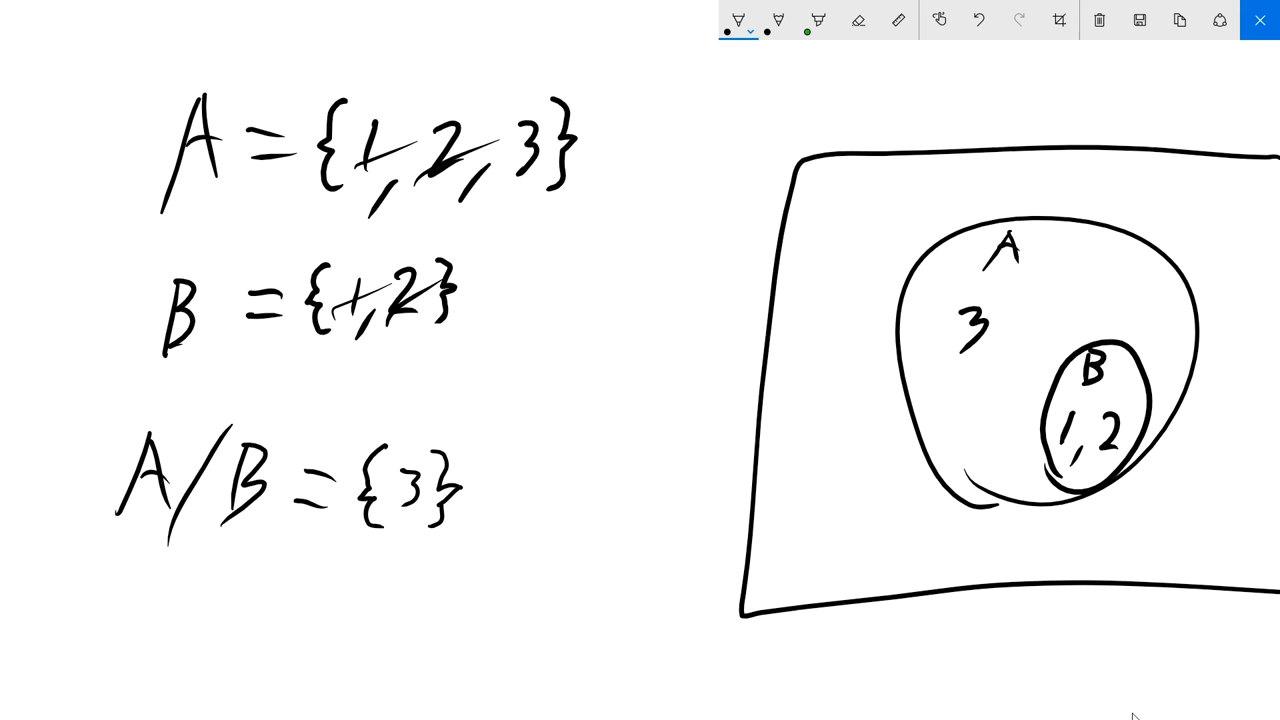 A = {1, 2, 3}
B = {1, 2}
A/B = {3}
A
3
B
1, 2